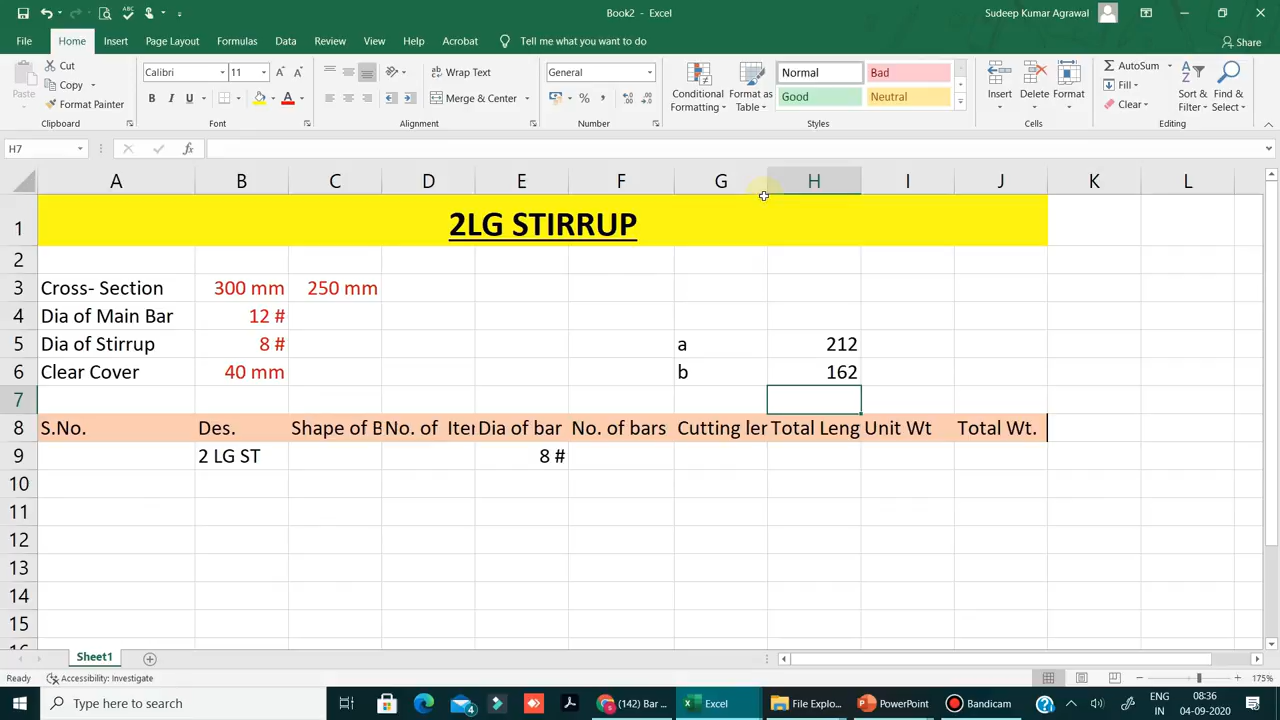 Book2 - Excel
Sudeep Kumar Agrawal
File Home Insert Page Layout Formulas Data Review View Help Acrobat Tell me what you want to do Share
Paste
Cut
Copy
Format Painter
Clipboard
Calibri 11
B I U
Font
Wrap Text
Merge & Center
Alignment
General
Number
Conditional Formatting
Format as Table
Normal Bad
Good Neutral
Styles
Insert Delete Format
Cells
AutoSum
Fill
Clear
Sort & Filter
Find & Select
Editing
H7 fx
A B C D E F G H I J K L
1 2LG STIRRUP
2
3 Cross- Section 300 mm 250 mm
4 Dia of Main Bar 12 #
5 Dia of Stirrup 8 # a 212
6 Clear Cover 40 mm b 162
7
8 S.No. Des. Shape of B No. of Iter Dia of bar No. of bars Cutting ler Total Leng Unit Wt Total Wt.
9 2 LG ST 8 #
10
11
12
13
14
15
16
Sheet1
Ready Accessibility: Investigate 175%
Type here to search
(142) Bar ...
Excel
File Explo...
PowerPoint
Bandicam
ENG
IN
08:36
04-09-2020